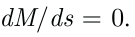 dM/ds = 0.